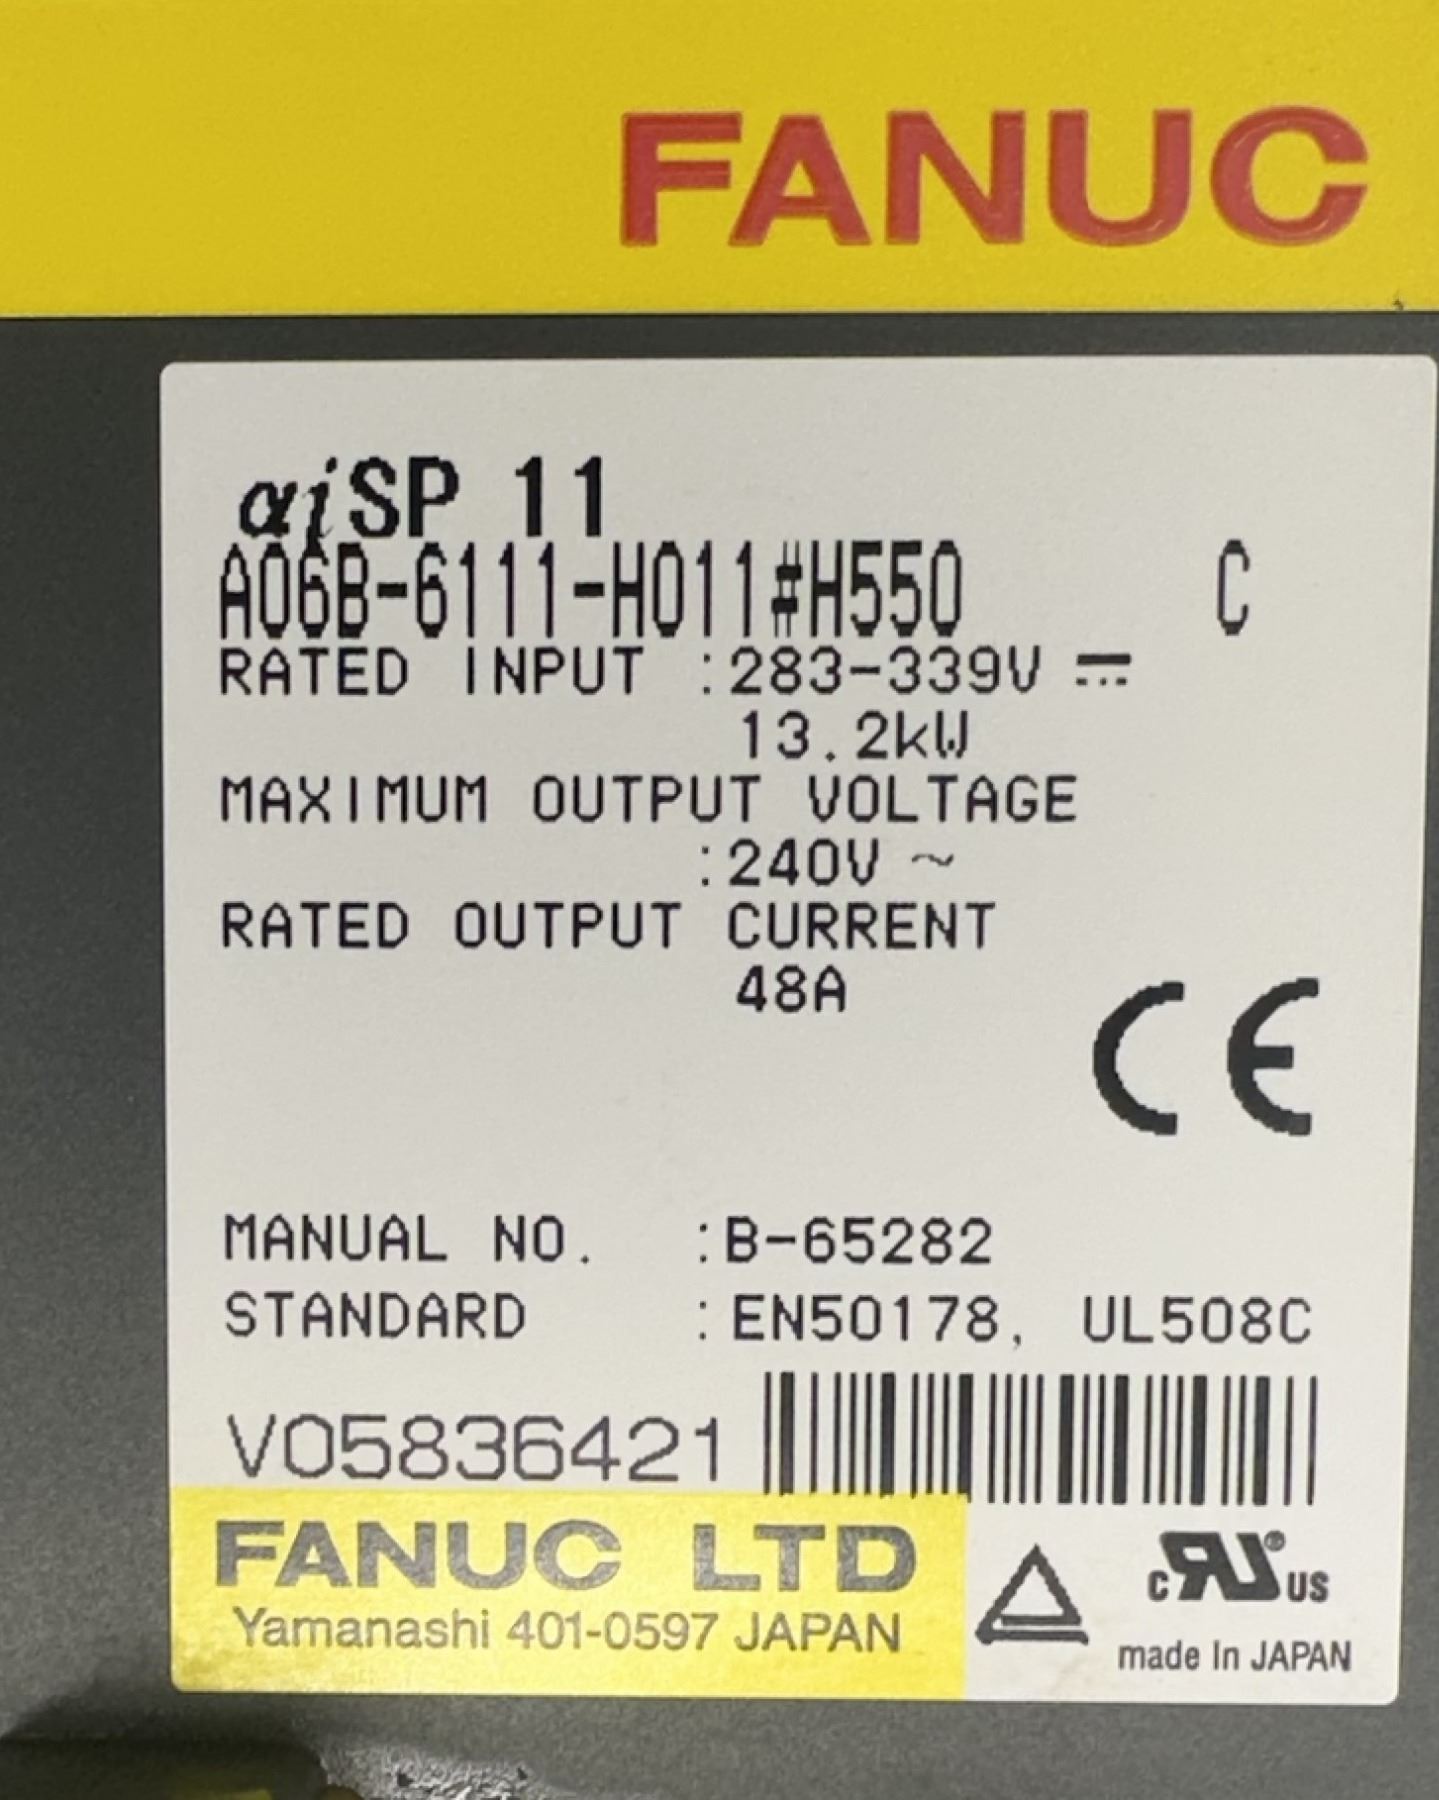 FANUC
αiSP 11
A06B-6111-H011#H550 C
RATED INPUT :283-339V ⎓
13.2kW
MAXIMUM OUTPUT VOLTAGE
:240V ~
RATED OUTPUT CURRENT
48A
CE
MANUAL NO. :B-65282
STANDARD :EN50178, UL508C
V05836421
FANUC LTD
Yamanashi 401-0597 JAPAN
c RU® US
made In JAPAN